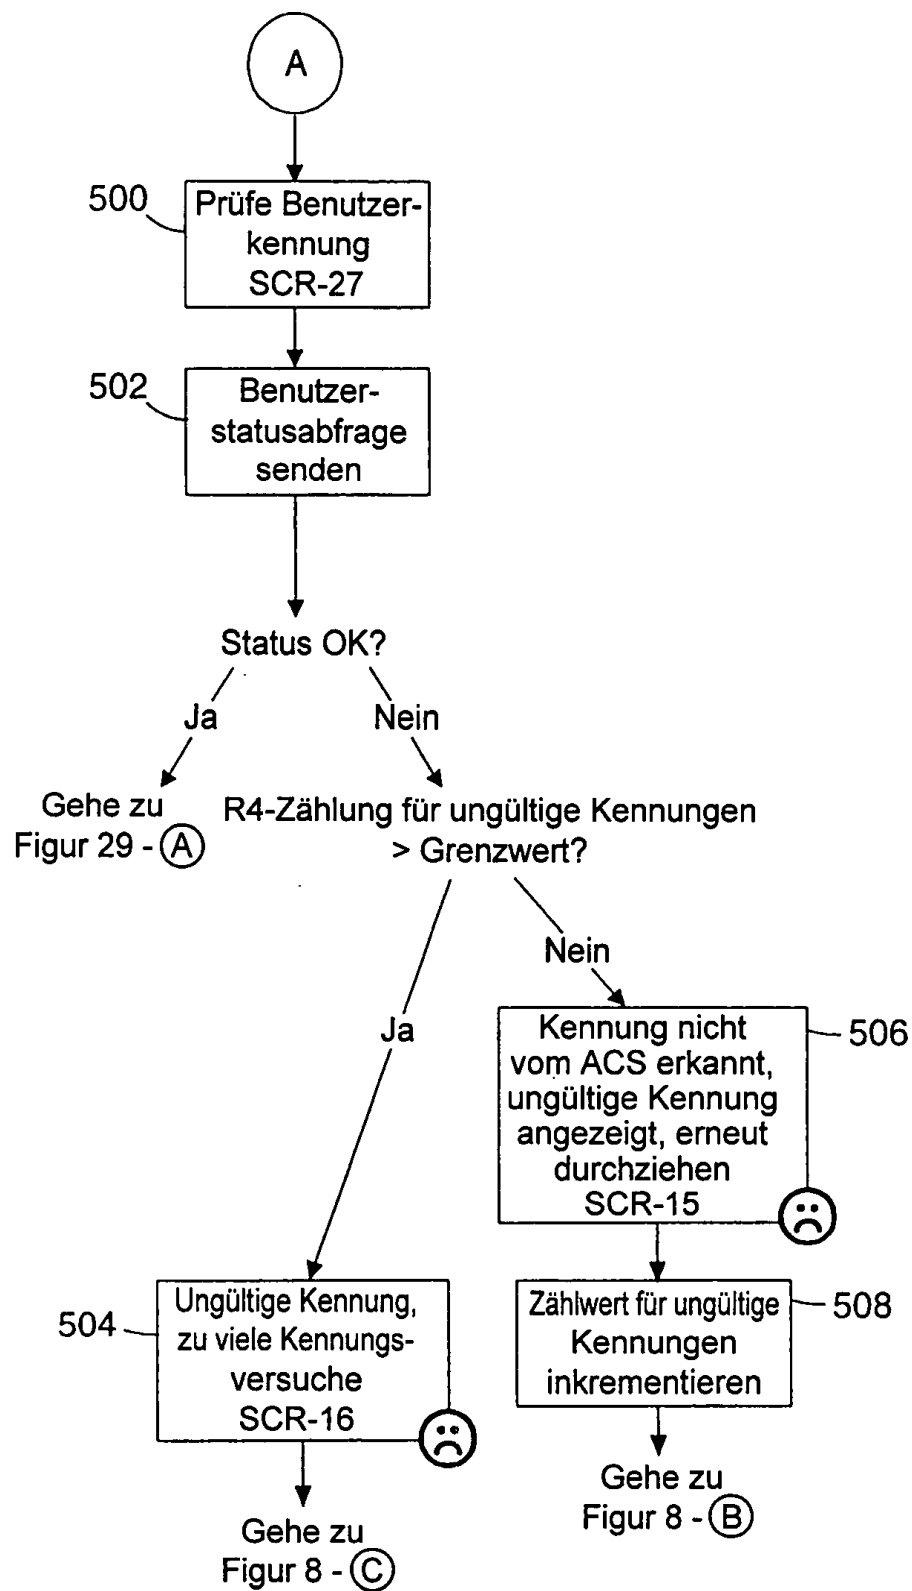 A
500
Prüfe Benutzer-
kennung
SCR-27
502
Benutzer-
statusabfrage
senden
Status OK?
Ja
Nein
Gehe zu
Figur 29 - A
R4-Zählung für ungültige Kennungen
> Grenzwert?
Nein
Ja
Kennung nicht
vom ACS erkannt,
ungültige Kennung
angezeigt, erneut
durchziehen
SCR-15
506
504
Ungültige Kennung,
zu viele Kennungs-
versuche
SCR-16
Zählwert für ungültige
Kennungen
inkrementieren
508
Gehe zu
Figur 8 - B
Gehe zu
Figur 8 - C